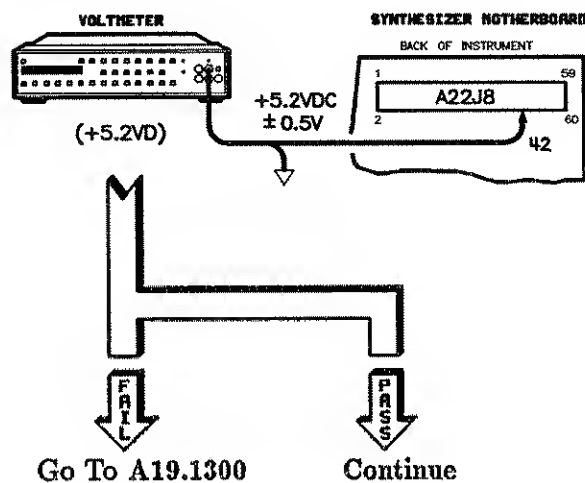 VOLTMETER
SYNTHESIZER MOTHERBOARD
BACK OF INSTRUMENT
1
59
A22J8
2
60
+5.2VDC
± 0.5V
42
(+5.2VD)
FAIL
PASS
Go To A19.1300
Continue